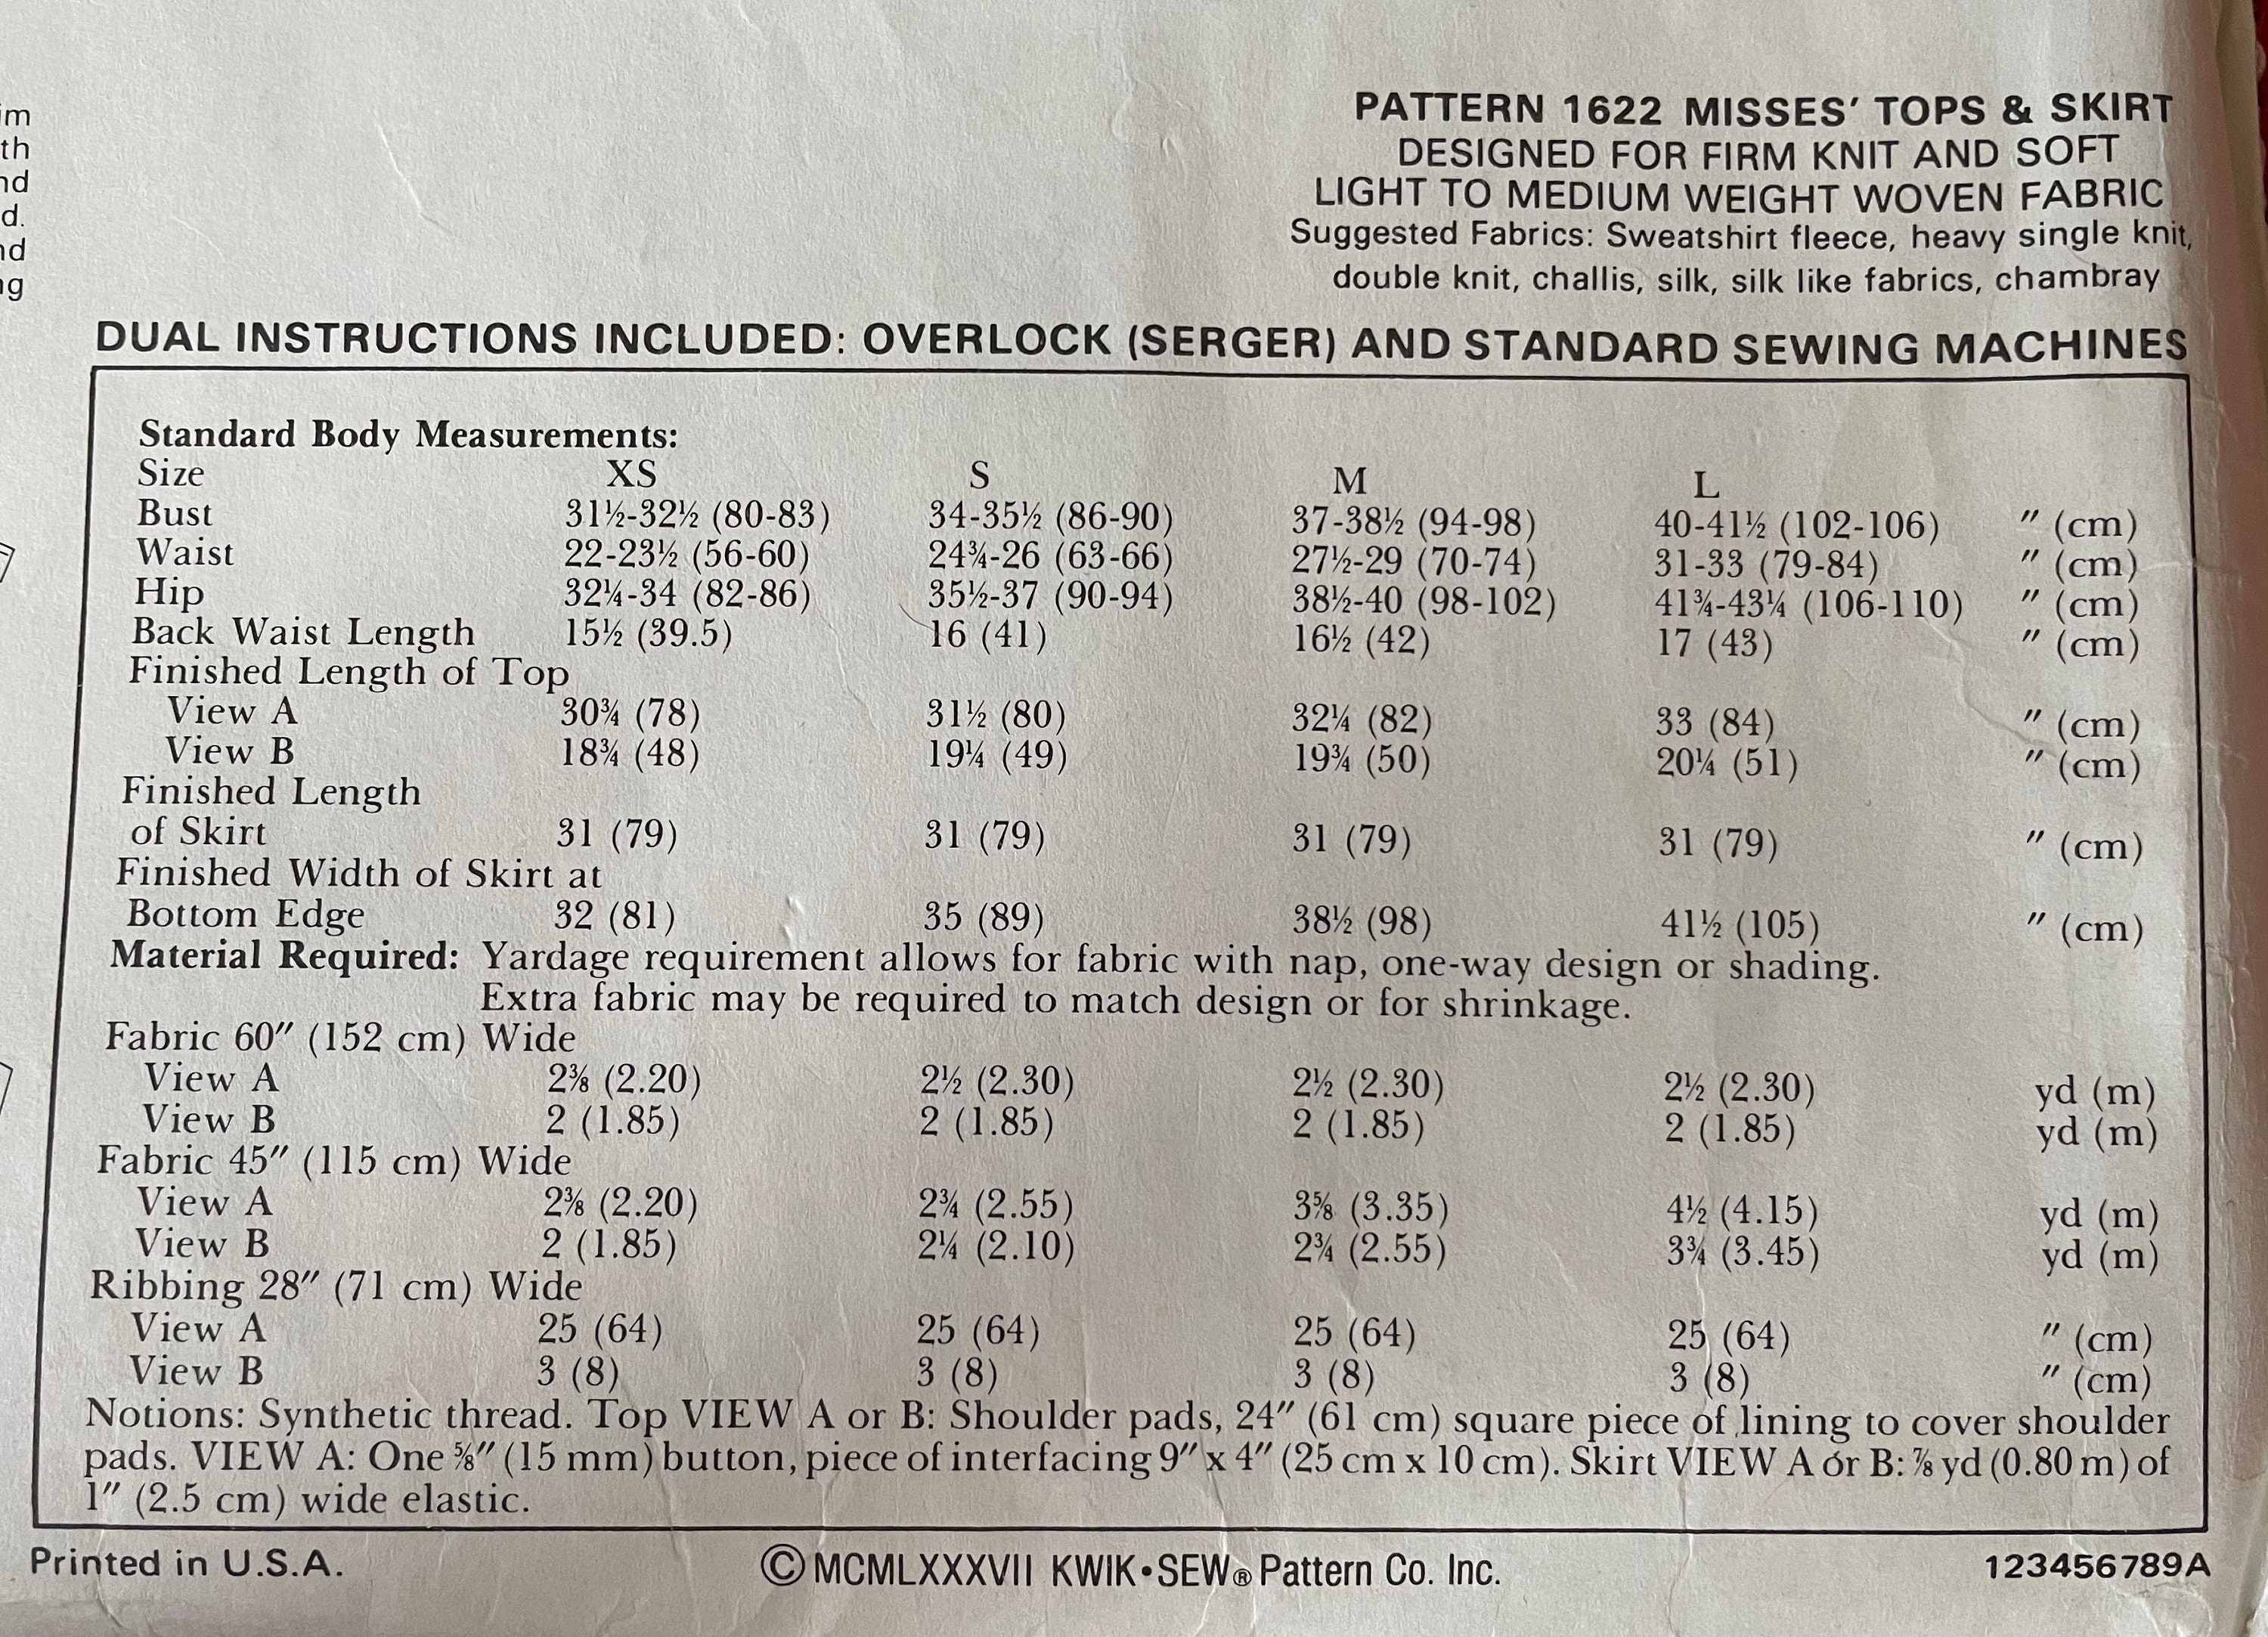 im
th
nd
d.
nd
ng
PATTERN 1622 MISSES' TOPS & SKIRT
DESIGNED FOR FIRM KNIT AND SOFT
LIGHT TO MEDIUM WEIGHT WOVEN FABRIC
Suggested Fabrics: Sweatshirt fleece, heavy single knit,
double knit, challis, silk, silk like fabrics, chambray
DUAL INSTRUCTIONS INCLUDED: OVERLOCK (SERGER) AND STANDARD SEWING MACHINES
Standard Body Measurements:
Size XS S M L
Bust 31½-32½ (80-83) 34-35½ (86-90) 37-38½ (94-98) 40-41½ (102-106) ″ (cm)
Waist 22-23½ (56-60) 24¾-26 (63-66) 27½-29 (70-74) 31-33 (79-84) ″ (cm)
Hip 32¼-34 (82-86) 35½-37 (90-94) 38½-40 (98-102) 41¾-43¼ (106-110) ″ (cm)
Back Waist Length 15½ (39.5) 16 (41) 16½ (42) 17 (43) ″ (cm)
Finished Length of Top
View A 30¾ (78) 31½ (80) 32¼ (82) 33 (84) ″ (cm)
View B 18¾ (48) 19¼ (49) 19¾ (50) 20¼ (51) ″ (cm)
Finished Length
of Skirt 31 (79) 31 (79) 31 (79) 31 (79) ″ (cm)
Finished Width of Skirt at
Bottom Edge 32 (81) 35 (89) 38½ (98) 41½ (105) ″ (cm)
Material Required: Yardage requirement allows for fabric with nap, one-way design or shading.
Extra fabric may be required to match design or for shrinkage.
Fabric 60″ (152 cm) Wide
View A 2⅜ (2.20) 2½ (2.30) 2½ (2.30) 2½ (2.30) yd (m)
View B 2 (1.85) 2 (1.85) 2 (1.85) 2 (1.85) yd (m)
Fabric 45″ (115 cm) Wide
View A 2⅜ (2.20) 2¾ (2.55) 3⅝ (3.35) 4½ (4.15) yd (m)
View B 2 (1.85) 2¼ (2.10) 2¾ (2.55) 3¾ (3.45) yd (m)
Ribbing 28″ (71 cm) Wide
View A 25 (64) 25 (64) 25 (64) 25 (64) ″ (cm)
View B 3 (8) 3 (8) 3 (8) 3 (8) ″ (cm)
Notions: Synthetic thread. Top VIEW A or B: Shoulder pads, 24″ (61 cm) square piece of lining to cover shoulder
pads. VIEW A: One ⅝″ (15 mm) button, piece of interfacing 9″ x 4″ (25 cm x 10 cm). Skirt VIEW A or B: ⅞ yd (0.80 m) of
1″ (2.5 cm) wide elastic.
Printed in U.S.A. © MCMLXXXVII KWIK•SEW® Pattern Co. Inc. 123456789A